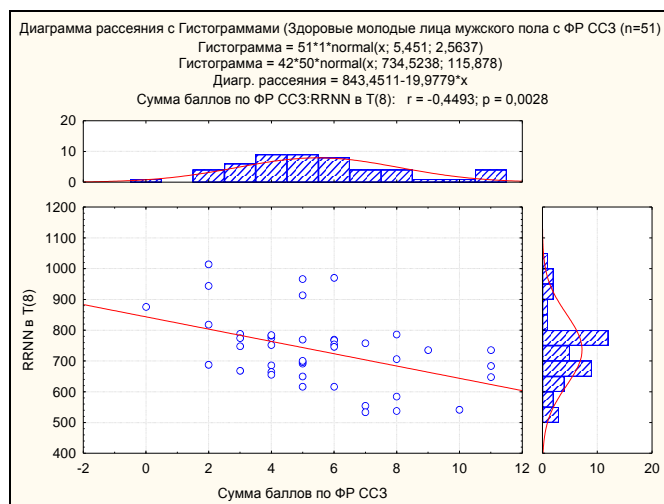 Диаграмма рассеяния с Гистограммами (Здоровые молодые лица мужского пола с ФР ССЗ (n=51)
Гистограмма = 51*1*normal(x; 5,451; 2,5637)
Гистограмма = 42*50*normal(x; 734,5238; 115,878)
Диагр. рассеяния = 843,4511-19,9779*x
Сумма баллов по ФР ССЗ:RRNN в T(8): r = -0,4493; p = 0,0028
20
10
0
1200
1100
1000
900
800
700
600
500
400
RRNN в T(8)
-2 0 2 4 6 8 10 12
0 10 20
Сумма баллов по ФР ССЗ